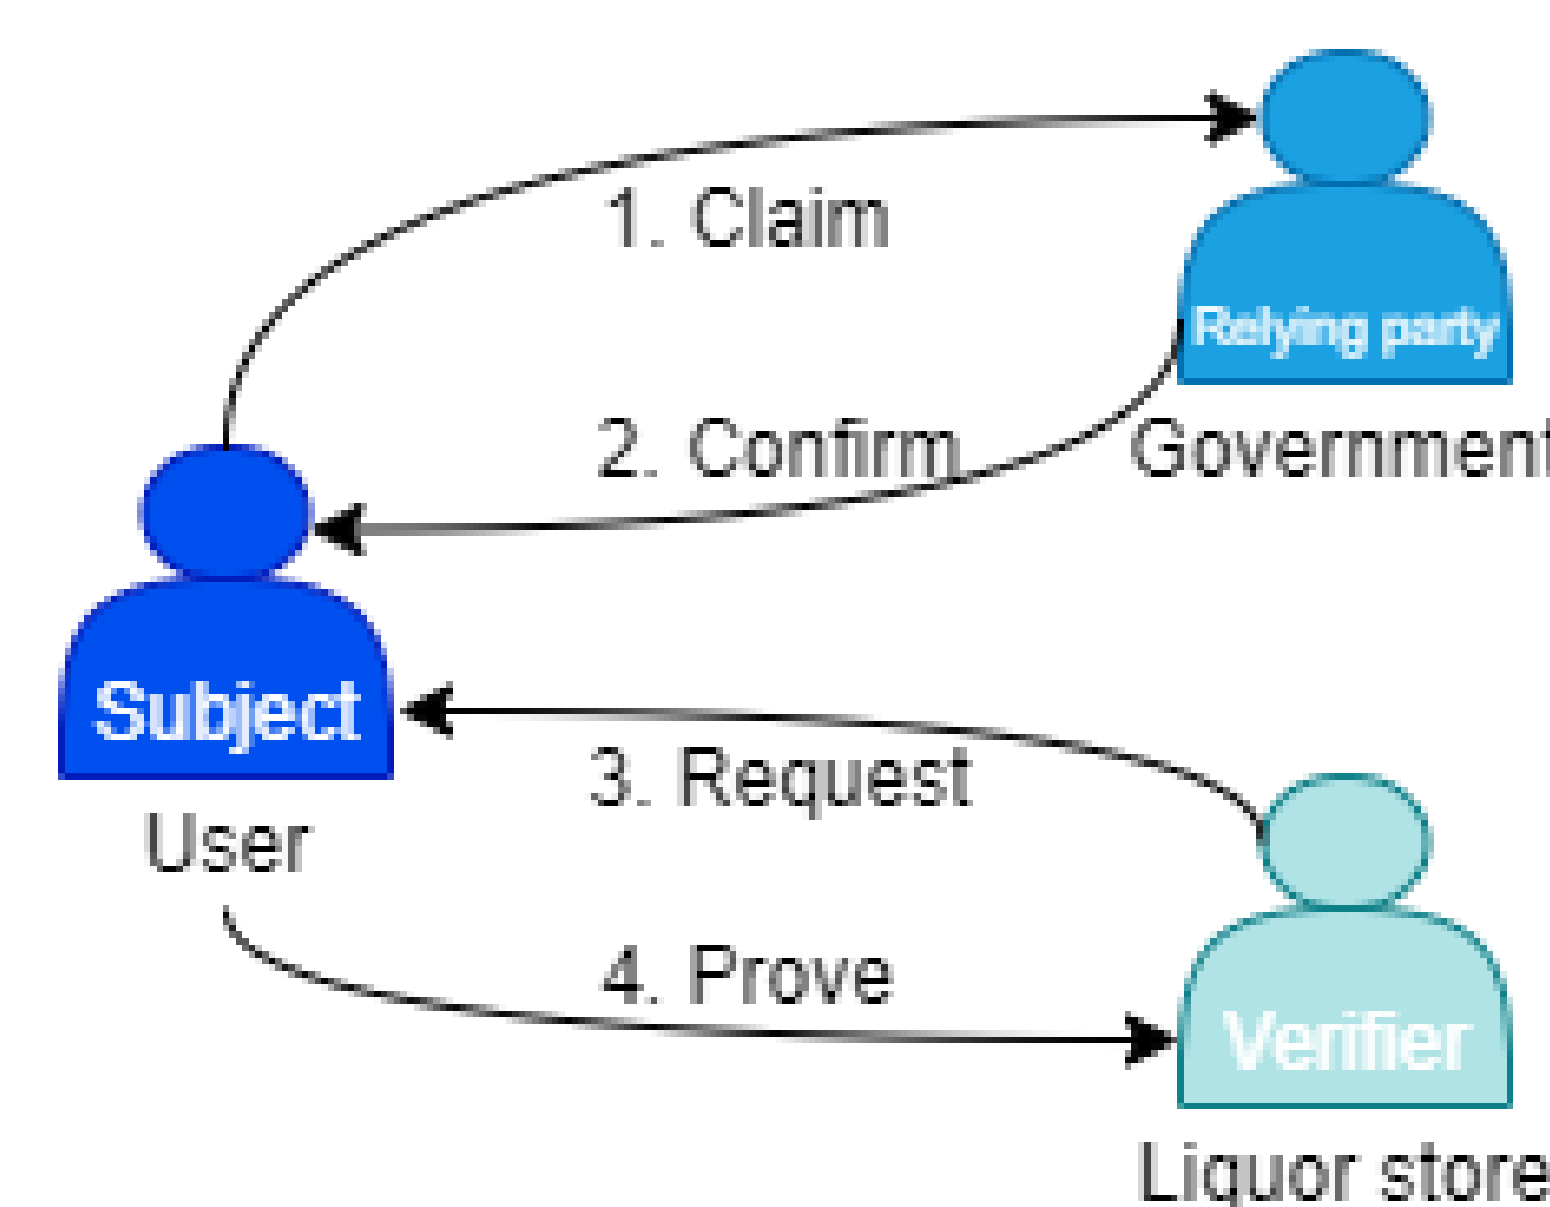 1. Claim
Relying party
2. Confirm
Government
Subject
3. Request
User
4. Prove
Verifier
Liquor store